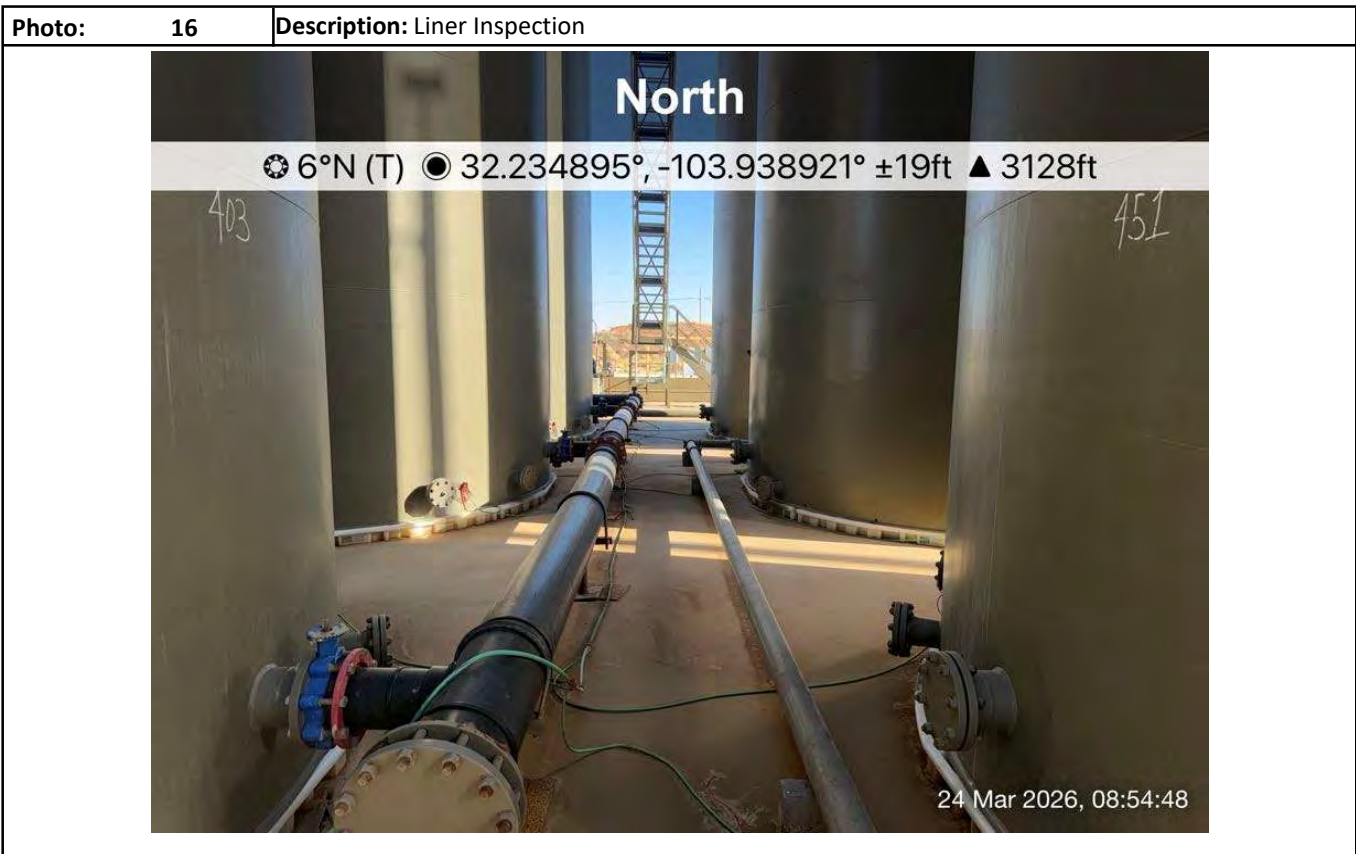 Photo: 16 Description: Liner Inspection
North
6°N (T) 32.234895°, -103.938921° ±19ft ▲ 3128ft
403
451
24 Mar 2026, 08:54:48